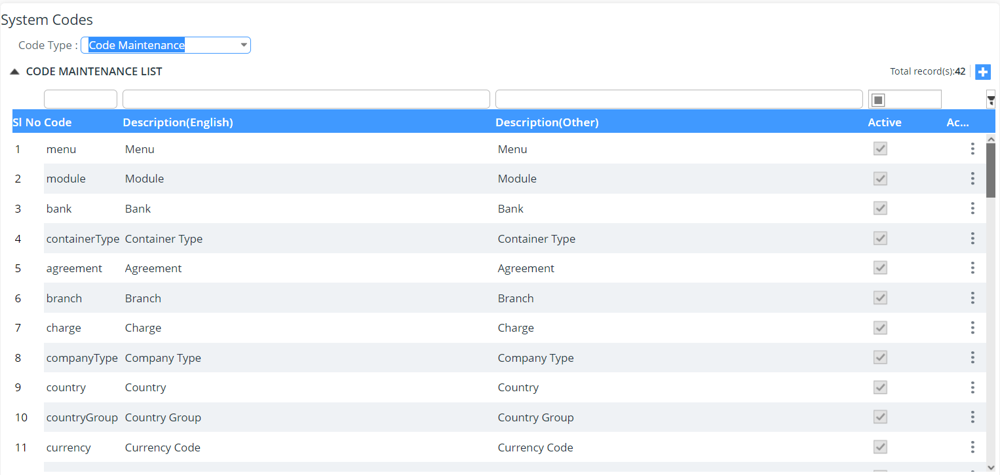 System Codes
Code Type : Code Maintenance
CODE MAINTENANCE LIST Total record(s):42
Sl No Code Description(English) Description(Other) Active Ac...
1 menu Menu Menu
2 module Module Module
3 bank Bank Bank
4 containerType Container Type Container Type
5 agreement Agreement Agreement
6 branch Branch Branch
7 charge Charge Charge
8 companyType Company Type Company Type
9 country Country Country
10 countryGroup Country Group Country Group
11 currency Currency Code Currency Code